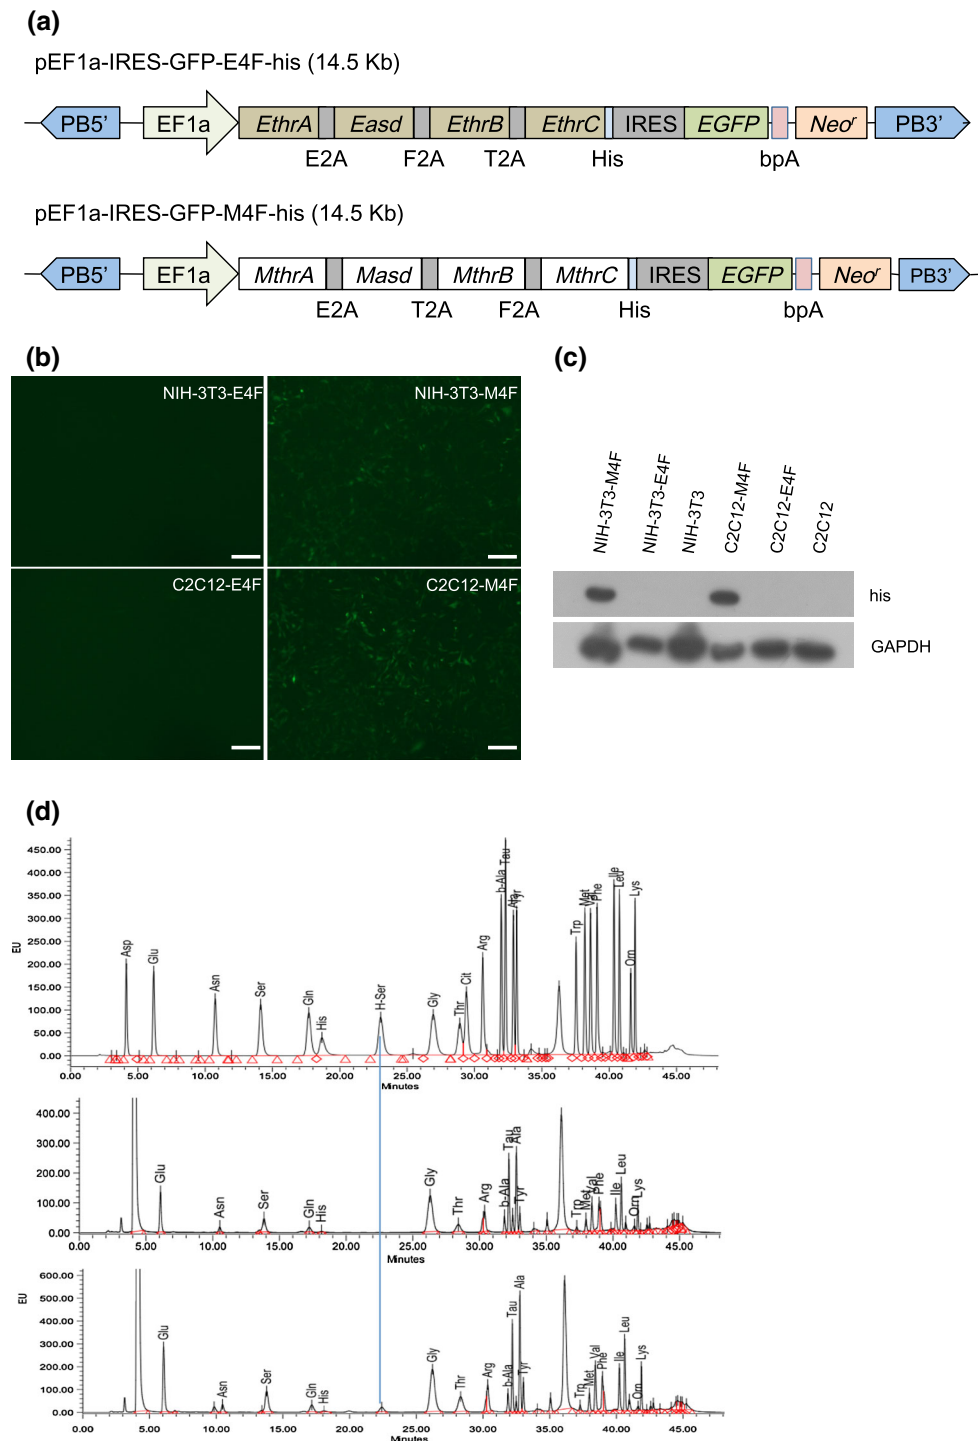 (a)
pEF1a-IRES-GFP-E4F-his (14.5 Kb)
PB5' EF1a EthrA Easd EthrB EthrC IRES EGFP Neor PB3'
E2A F2A T2A His bpA
pEF1a-IRES-GFP-M4F-his (14.5 Kb)
PB5' EF1a MthrA Masd MthrB MthrC IRES EGFP Neor PB3'
E2A T2A F2A His bpA
(b)
NIH-3T3-E4F
NIH-3T3-M4F
C2C12-E4F
C2C12-M4F
(c)
NIH-3T3-M4F
NIH-3T3-E4F
NIH-3T3
C2C12-M4F
C2C12-E4F
C2C12
his
GAPDH
(d)
EU
450.00
400.00
350.00
300.00
250.00
200.00
150.00
100.00
50.00
0.00
Asp Glu Asn Ser Gln His H-Ser Gly Thr Cit Arg b-Ala Tau Ala Tyr Trp Met Val Phe Ile Leu Orn Lys
0.00 5.00 10.00 15.00 20.00 25.00 30.00 35.00 40.00 45.00
Minutes
EU
400.00
300.00
200.00
100.00
0.00
Glu Asn Ser Gln His Gly Thr Arg b-Ala Tau Ala Tyr Trp Met Val Phe Ile Leu Orn Lys
0.00 5.00 10.00 15.00 20.00 25.00 30.00 35.00 40.00 45.00
Minutes
EU
600.00
500.00
400.00
300.00
200.00
100.00
0.00
Glu Asn Ser Gln His Gly Thr Arg b-Ala Tau Ala Tyr Trp Met Val Phe Ile Leu Orn Lys
0.00 5.00 10.00 15.00 20.00 25.00 30.00 35.00 40.00 45.00
Minutes